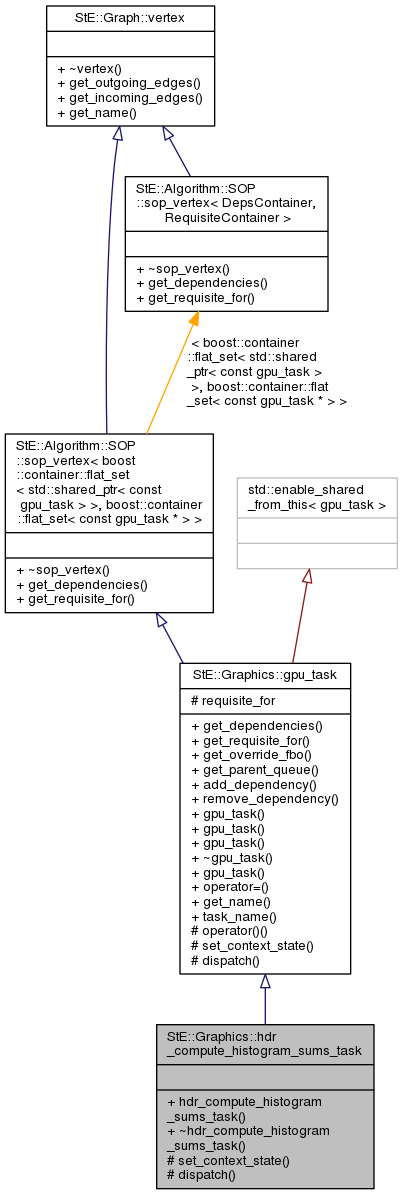 StE::Graph::vertex
+ ~vertex()
+ get_outgoing_edges()
+ get_incoming_edges()
+ get_name()
StE::Algorithm::SOP
::sop_vertex< DepsContainer,
RequisiteContainer >
+ ~sop_vertex()
+ get_dependencies()
+ get_requisite_for()
< boost::container
::flat_set< std::shared
_ptr< const gpu_task >
>, boost::container::flat
_set< const gpu_task * > >
StE::Algorithm::SOP
::sop_vertex< boost
::container::flat_set
< std::shared_ptr< const
gpu_task > >, boost::container
::flat_set< const gpu_task * > >
+ ~sop_vertex()
+ get_dependencies()
+ get_requisite_for()
std::enable_shared
_from_this< gpu_task >
StE::Graphics::gpu_task
# requisite_for
+ get_dependencies()
+ get_requisite_for()
+ get_override_fbo()
+ get_parent_queue()
+ add_dependency()
+ remove_dependency()
+ gpu_task()
+ gpu_task()
+ gpu_task()
+ ~gpu_task()
+ gpu_task()
+ operator=()
+ get_name()
+ task_name()
# operator()()
# set_context_state()
# dispatch()
StE::Graphics::hdr
_compute_histogram_sums_task
+ hdr_compute_histogram
_sums_task()
+ ~hdr_compute_histogram
_sums_task()
# set_context_state()
# dispatch()